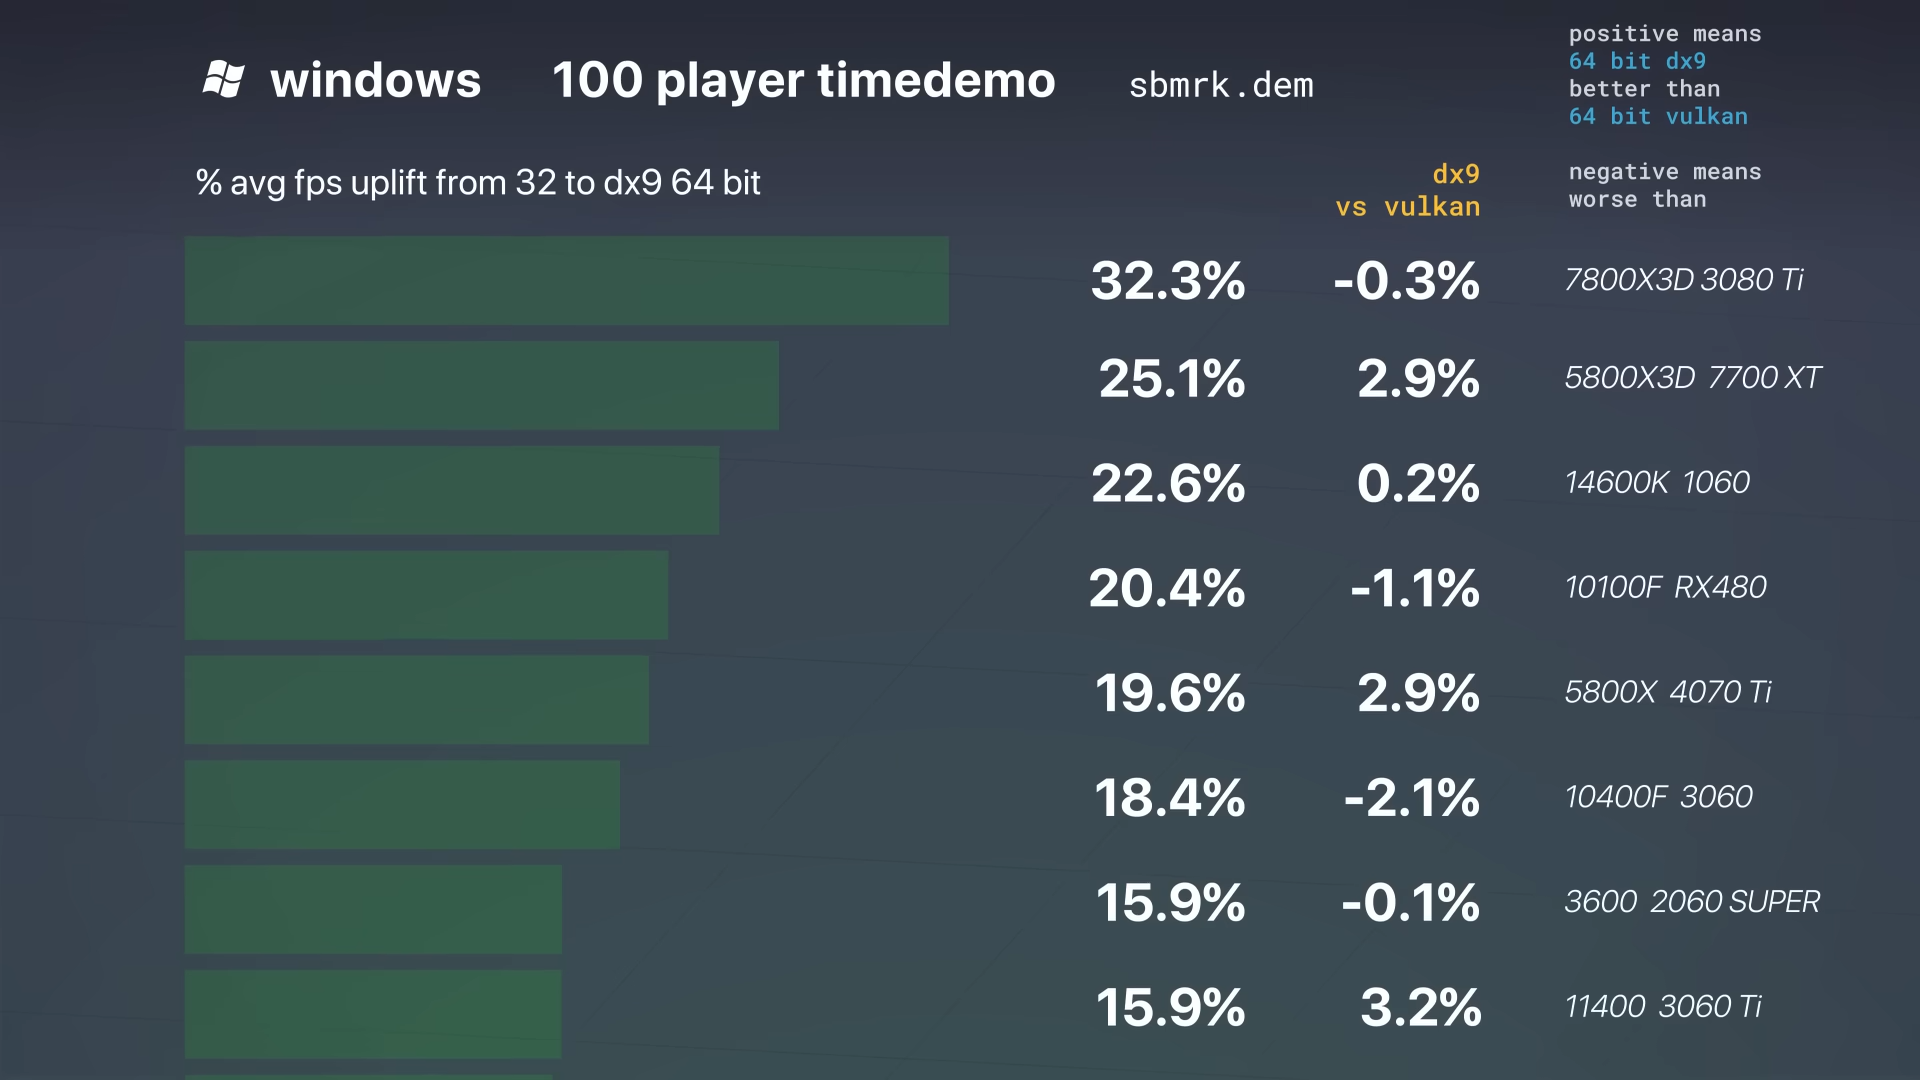 windows 100 player timedemo sbmrk.dem
positive means
64 bit dx9
better than
64 bit vulkan
negative means
worse than
% avg fps uplift from 32 to dx9 64 bit
dx9
vs vulkan
32.3% -0.3% 7800X3D 3080 Ti
25.1% 2.9% 5800X3D 7700 XT
22.6% 0.2% 14600K 1060
20.4% -1.1% 10100F RX480
19.6% 2.9% 5800X 4070 Ti
18.4% -2.1% 10400F 3060
15.9% -0.1% 3600 2060 SUPER
15.9% 3.2% 11400 3060 Ti